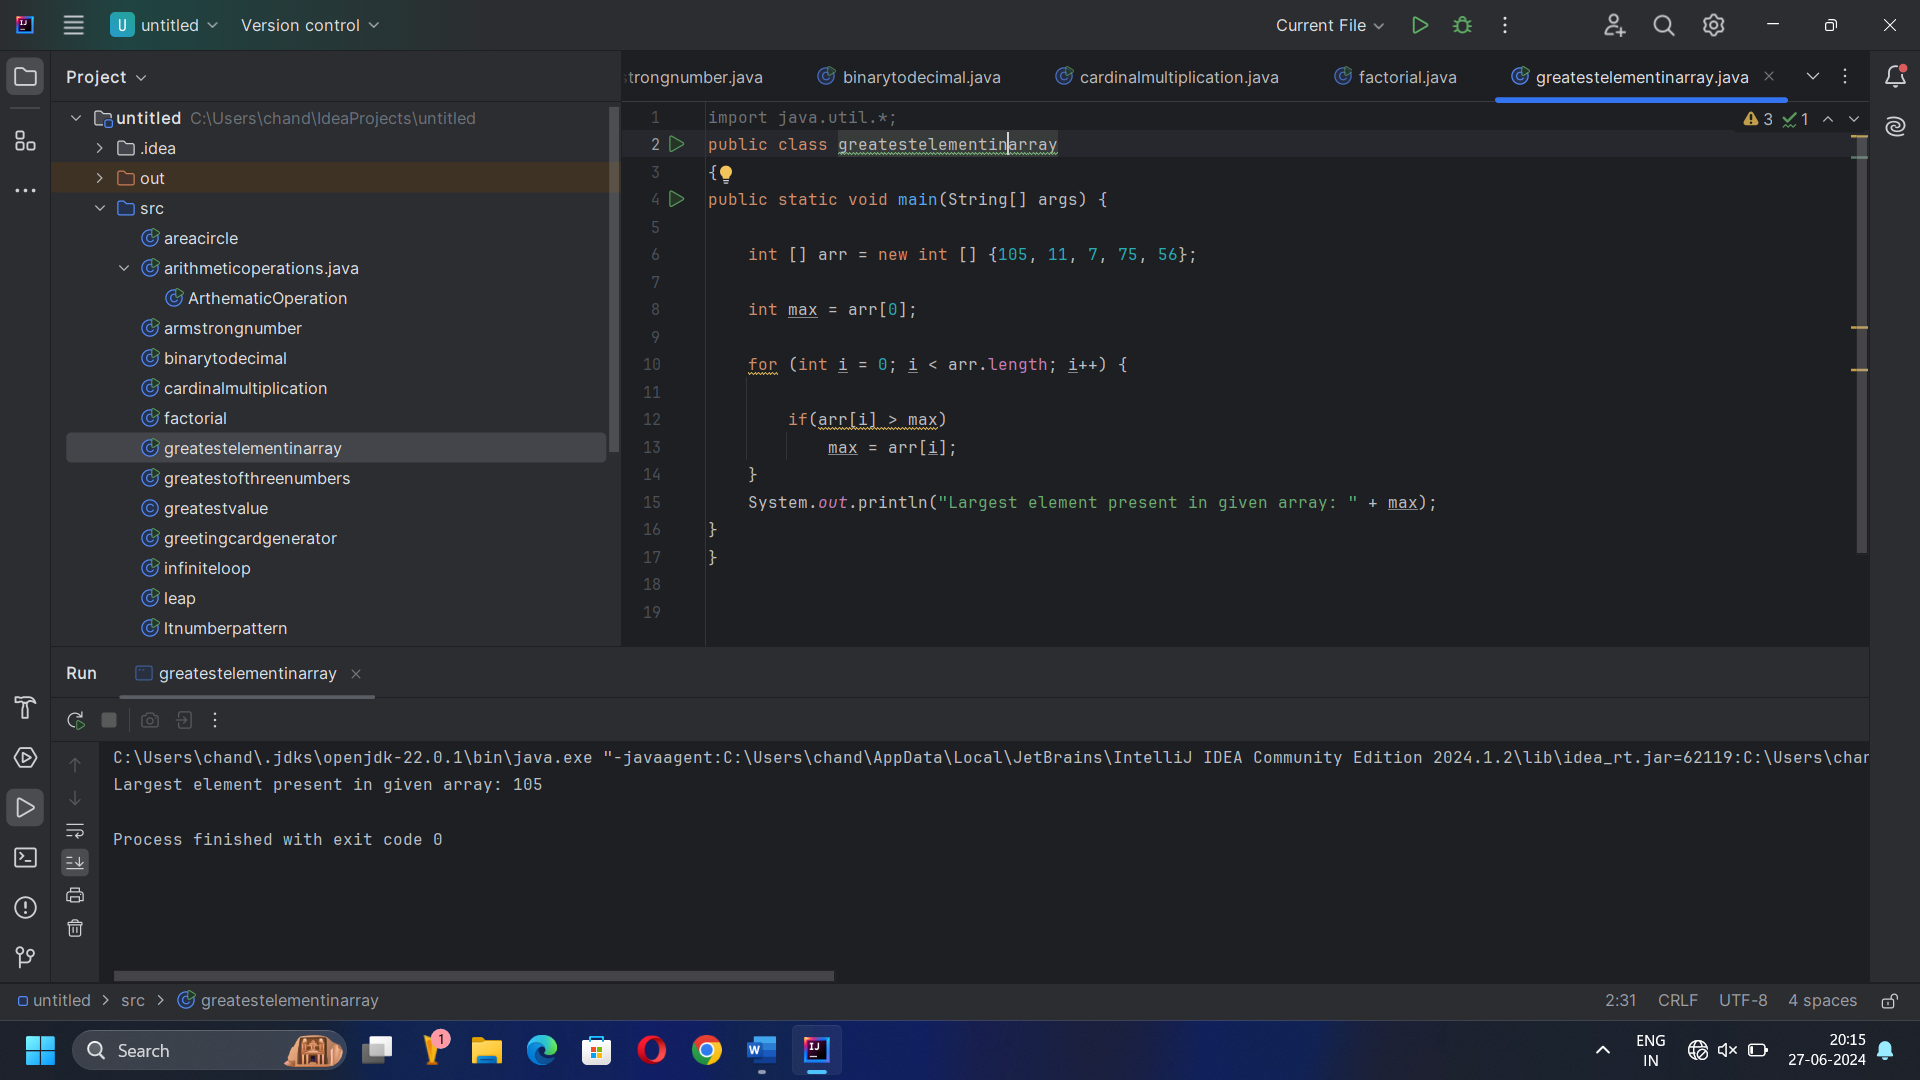 U untitled Version control Current File
Project
trongnumber.java binarytodecimal.java cardinalmultiplication.java factorial.java greatestelementinarray.java
untitled C:\Users\chand\IdeaProjects\untitled
.idea
out
src
areacircle
arithmeticoperations.java
ArthematicOperation
armstrongnumber
binarytodecimal
cardinalmultiplication
factorial
greatestelementinarray
greatestofthreenumbers
greatestvalue
greetingcardgenerator
infiniteloop
leap
ltnumberpattern
3 1
1 import java.util.*;
2 public class greatestelementinarray
3 {
4 public static void main(String[] args) {
5
6 int [] arr = new int [] {105, 11, 7, 75, 56};
7
8 int max = arr[0];
9
10 for (int i = 0; i < arr.length; i++) {
11
12 if(arr[i] > max)
13 max = arr[i];
14 }
15 System.out.println("Largest element present in given array: " + max);
16 }
17 }
18
19
Run greatestelementinarray
C:\Users\chand\.jdks\openjdk-22.0.1\bin\java.exe "-javaagent:C:\Users\chand\AppData\Local\JetBrains\IntelliJ IDEA Community Edition 2024.1.2\lib\idea_rt.jar=62119:C:\Users\char
Largest element present in given array: 105
Process finished with exit code 0
untitled > src > greatestelementinarray
2:31 CRLF UTF-8 4 spaces
Search
1
ENG
IN
20:15
27-06-2024